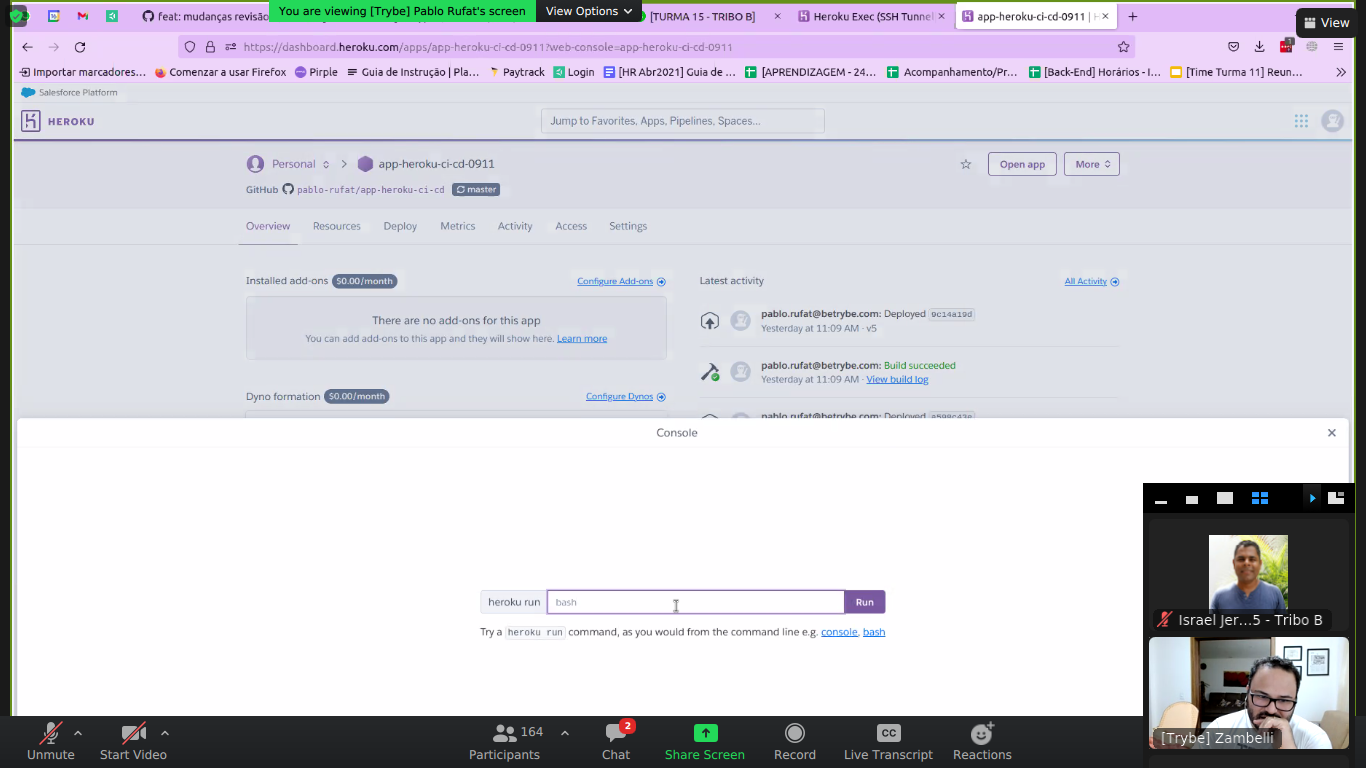 feat: mudanças revisão
You are viewing [Trybe] Pablo Rufat's screen
View Options
[TURMA 15 - TRIBO B]
Heroku Exec (SSH Tunnel
app-heroku-ci-cd-0911 | H
View
https://dashboard.heroku.com/apps/app-heroku-ci-cd-0911?web-console=app-heroku-ci-cd-0911
Importar marcadores...
Comenzar a usar Firefox
Pirple
Guia de Instrução | Pla...
Paytrack
Login
[HR Abr2021] Guia de ...
[APRENDIZAGEM - 24...
Acompanhamento/Pr...
[Back-End] Horários - I...
[Time Turma 11] Reun...
Salesforce Platform
HEROKU
Jump to Favorites, Apps, Pipelines, Spaces...
Personal > app-heroku-ci-cd-0911
Open app
More
GitHub pablo-rufat/app-heroku-ci-cd master
Overview Resources Deploy Metrics Activity Access Settings
Installed add-ons $0.00/month
Configure Add-ons
Latest activity
All Activity
There are no add-ons for this app
You can add add-ons to this app and they will show here. Learn more
pablo.rufat@betrybe.com: Deployed 9c14a19d
Yesterday at 11:09 AM · v5
pablo.rufat@betrybe.com: Build succeeded
Yesterday at 11:09 AM · View build log
Dyno formation $0.00/month
Configure Dynos
pablo.rufat@betrybe.com: Deployed
Console
heroku run
bash
Run
Try a heroku run command, as you would from the command line e.g. console, bash
Israel Jer...5 - Tribo B
[Trybe] Zambelli
Unmute
Start Video
164
Participants
2
Chat
Share Screen
Record
CC
Live Transcript
Reactions